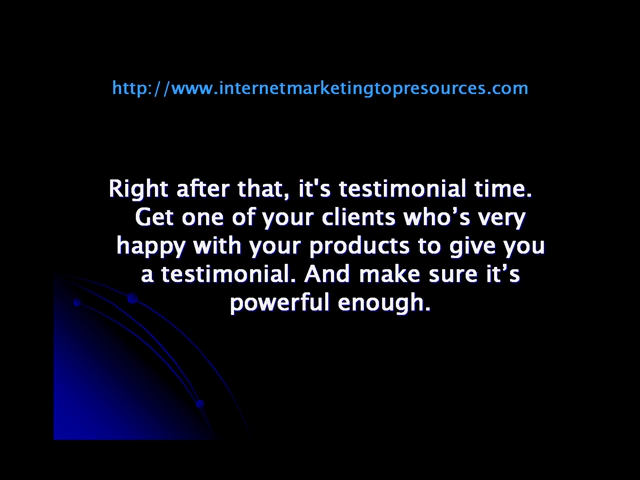 http://www.internetmarketingtopresources.com
Right after that, it's testimonial time.
Get one of your clients who’s very
happy with your products to give you
a testimonial. And make sure it’s
powerful enough.